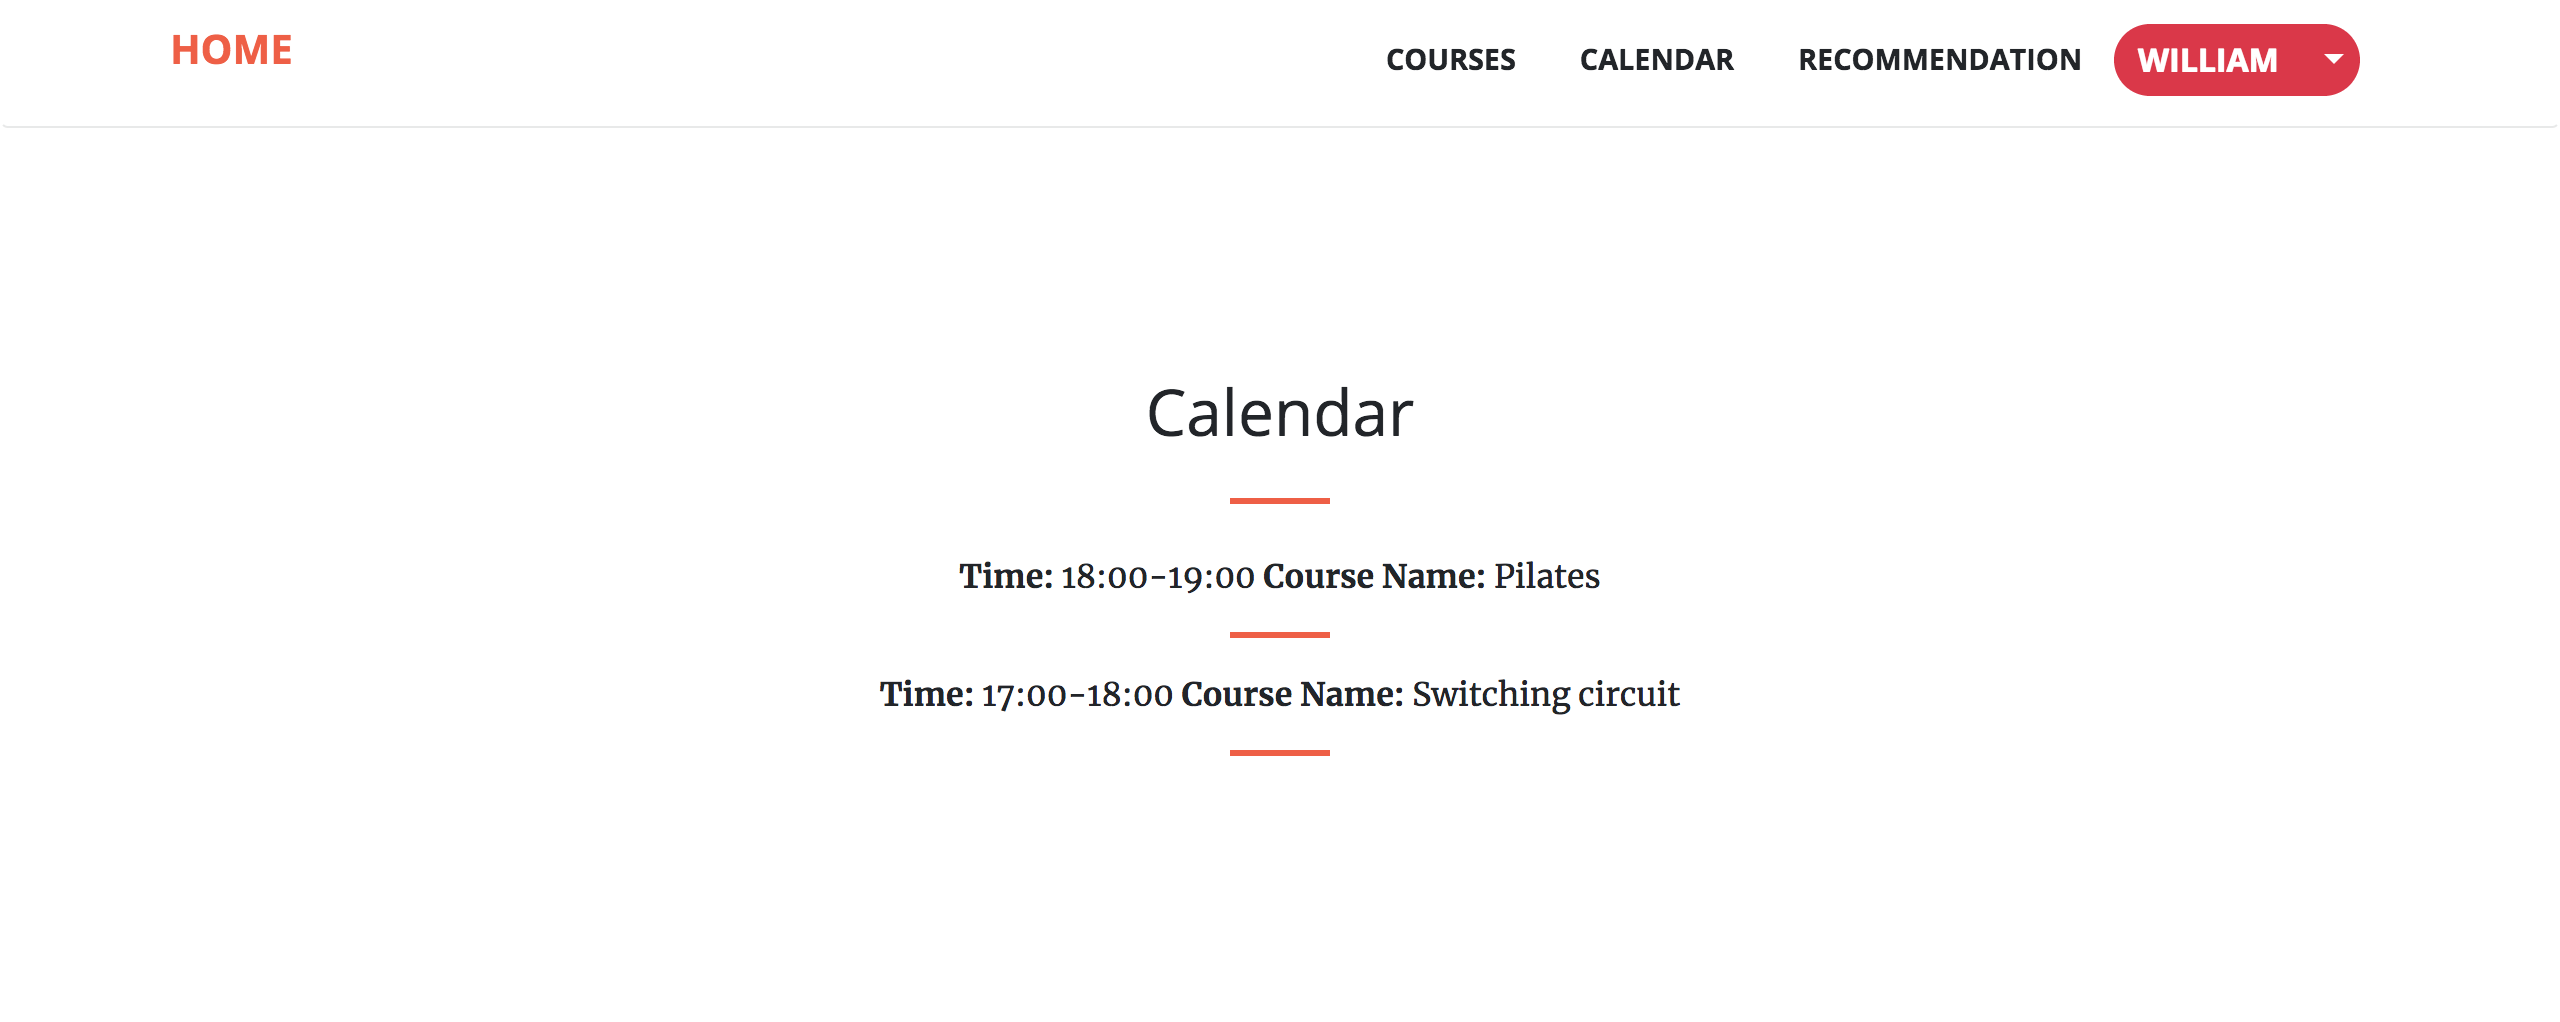 HOME
COURSES CALENDAR RECOMMENDATION WILLIAM
Calendar
Time: 18:00-19:00 Course Name: Pilates
Time: 17:00-18:00 Course Name: Switching circuit